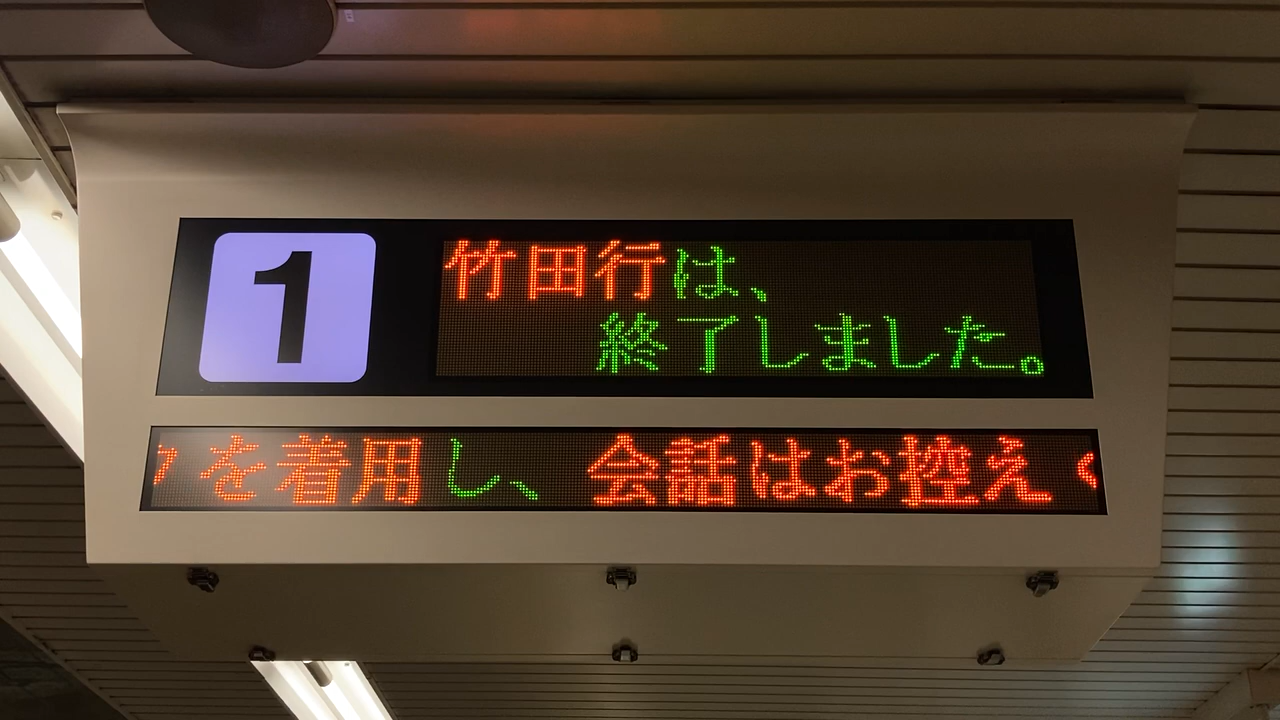 1
竹田行は、
終了しました。
を着用し、 会話はお控え